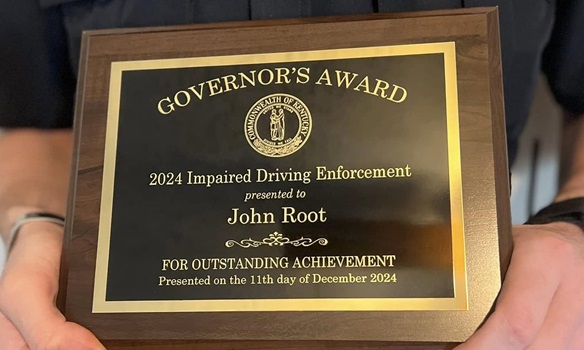 GOVERNOR'S AWARD
COMMONWEALTH OF KENTUCKY
2024 Impaired Driving Enforcement
presented to
John Root
FOR OUTSTANDING ACHIEVEMENT
Presented on the 11th day of December 2024